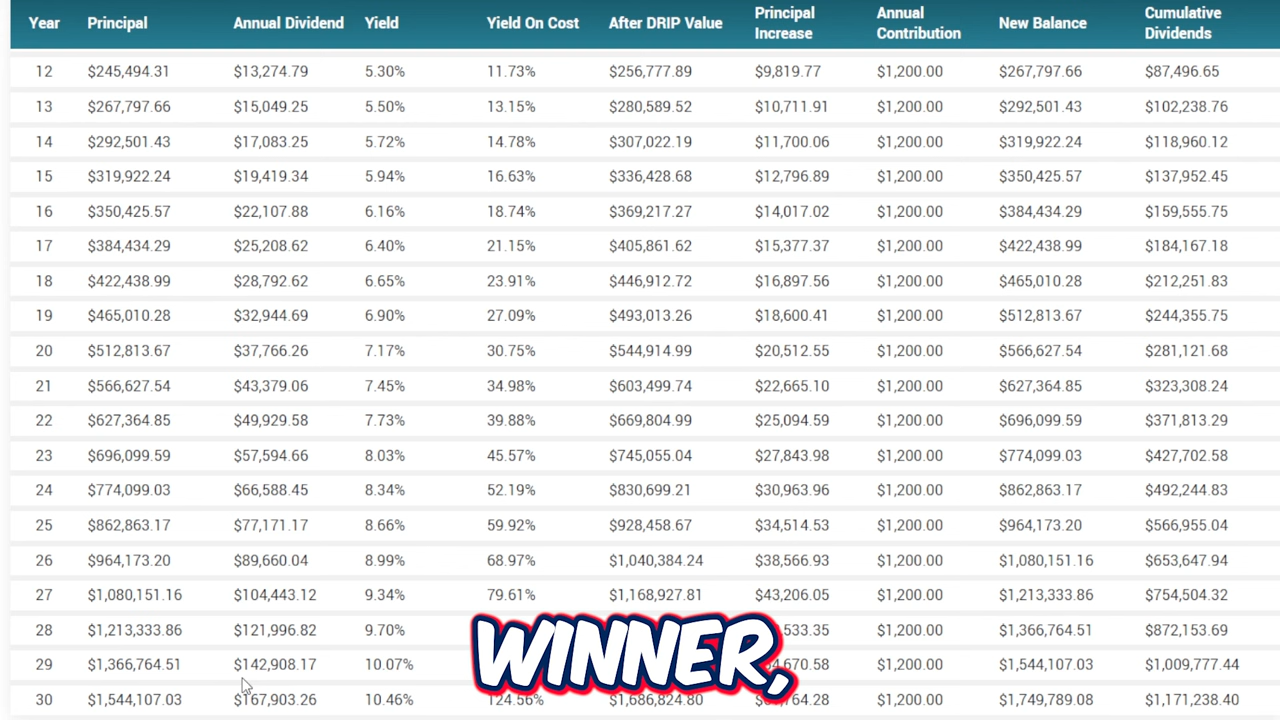 Year Principal Annual Dividend Yield Yield On Cost After DRIP Value Principal Increase Annual Contribution New Balance Cumulative Dividends
12 $245,494.31 $13,274.79 5.30% 11.73% $256,777.89 $9,819.77 $1,200.00 $267,797.66 $87,496.65
13 $267,797.66 $15,049.25 5.50% 13.15% $280,589.52 $10,711.91 $1,200.00 $292,501.43 $102,238.76
14 $292,501.43 $17,083.25 5.72% 14.78% $307,022.19 $11,700.06 $1,200.00 $319,922.24 $118,960.12
15 $319,922.24 $19,419.34 5.94% 16.63% $336,428.68 $12,796.89 $1,200.00 $350,425.57 $137,952.45
16 $350,425.57 $22,107.88 6.16% 18.74% $369,217.27 $14,017.02 $1,200.00 $384,434.29 $159,555.75
17 $384,434.29 $25,208.62 6.40% 21.15% $405,861.62 $15,377.37 $1,200.00 $422,438.99 $184,167.18
18 $422,438.99 $28,792.62 6.65% 23.91% $446,912.72 $16,897.56 $1,200.00 $465,010.28 $212,251.83
19 $465,010.28 $32,944.69 6.90% 27.09% $493,013.26 $18,600.41 $1,200.00 $512,813.67 $244,355.75
20 $512,813.67 $37,766.26 7.17% 30.75% $544,914.99 $20,512.55 $1,200.00 $566,627.54 $281,121.68
21 $566,627.54 $43,379.06 7.45% 34.98% $603,499.74 $22,665.10 $1,200.00 $627,364.85 $323,308.24
22 $627,364.85 $49,929.58 7.73% 39.88% $669,804.99 $25,094.59 $1,200.00 $696,099.59 $371,813.29
23 $696,099.59 $57,594.66 8.03% 45.57% $745,055.04 $27,843.98 $1,200.00 $774,099.03 $427,702.58
24 $774,099.03 $66,588.45 8.34% 52.19% $830,699.21 $30,963.96 $1,200.00 $862,863.17 $492,244.83
25 $862,863.17 $77,171.17 8.66% 59.92% $928,458.67 $34,514.53 $1,200.00 $964,173.20 $566,955.04
26 $964,173.20 $89,660.04 8.99% 68.97% $1,040,384.24 $38,566.93 $1,200.00 $1,080,151.16 $653,647.94
27 $1,080,151.16 $104,443.12 9.34% 79.61% $1,168,927.81 $43,206.05 $1,200.00 $1,213,333.86 $754,504.32
28 $1,213,333.86 $121,996.82 9.70% $1,200.00 $1,366,764.51 $872,153.69
29 $1,366,764.51 $142,908.17 10.07% $1,200.00 $1,544,107.03 $1,009,777.44
30 $1,544,107.03 $167,903.26 10.46% 124.56% $1,686,824.80 $1,200.00 $1,749,789.08 $1,171,238.40
WINNER,